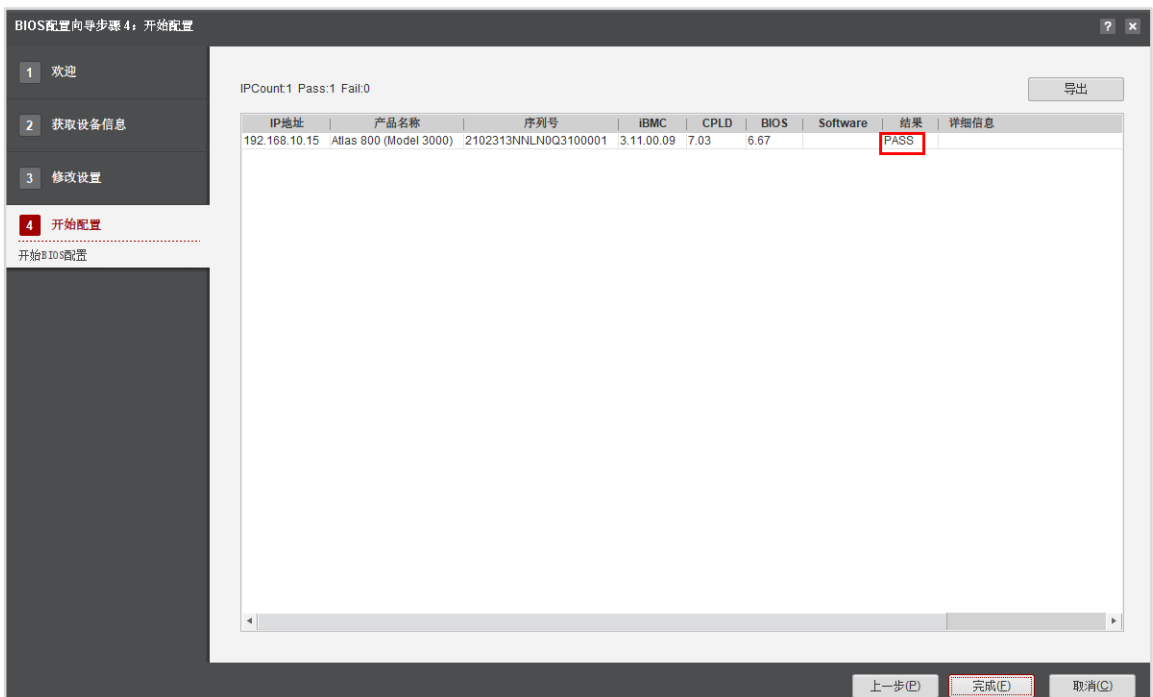 BIOS配置向导步骤 4：开始配置
? ×
1 欢迎
2 获取设备信息
3 修改设置
4 开始配置
开始BIOS配置
IPCount:1 Pass:1 Fail:0
导出
IP地址 产品名称 序列号 iBMC CPLD BIOS Software 结果 详细信息
192.168.10.15 Atlas 800 (Model 3000) 2102313NNLN0Q3100001 3.11.00.09 7.03 6.67 PASS
上一步(P) 完成(F) 取消(C)